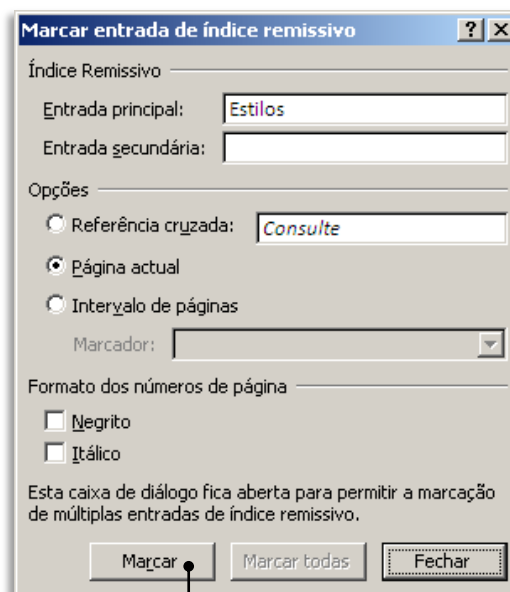 Marcar entrada de índice remissivo ? X
Índice Remissivo
Entrada principal: Estilos
Entrada secundária:
Opções
Referência cruzada: Consulte
Página actual
Intervalo de páginas
Marcador:
Formato dos números de página
Negrito
Itálico
Esta caixa de diálogo fica aberta para permitir a marcação
de múltiplas entradas de índice remissivo.
Marcar Marcar todas Fechar